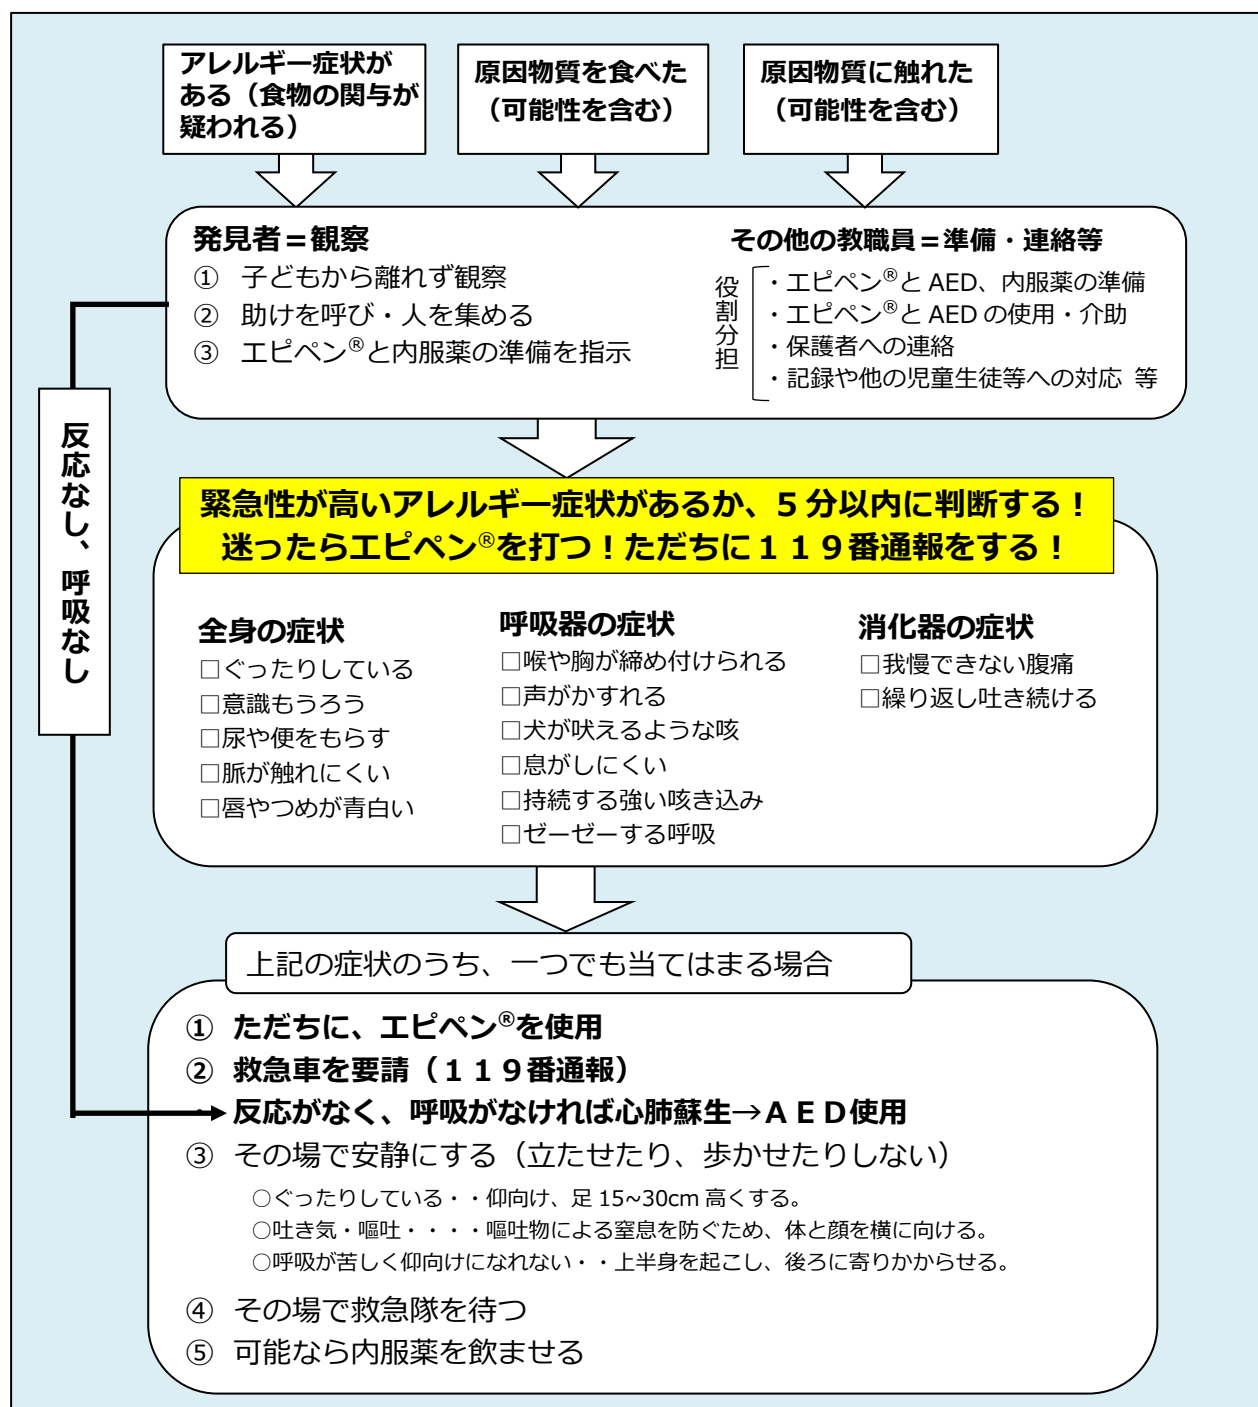 アレルギー症状が
ある（食物の関与が
疑われる）
原因物質を食べた
（可能性を含む）
原因物質に触れた
（可能性を含む）
発見者＝観察
① 子どもから離れず観察
② 助けを呼び・人を集める
③ エピペン®と内服薬の準備を指示
その他の教職員＝準備・連絡等
役割分担
・エピペン®と AED、内服薬の準備
・エピペン®と AED の使用・介助
・保護者への連絡
・記録や他の児童生徒等への対応 等
反応なし、呼吸なし
緊急性が高いアレルギー症状があるか、５分以内に判断する！
迷ったらエピペン®を打つ！ただちに１１９番通報をする！
全身の症状
□ぐったりしている
□意識もうろう
□尿や便をもらす
□脈が触れにくい
□唇やつめが青白い
呼吸器の症状
□喉や胸が締め付けられる
□声がかすれる
□犬が吠えるような咳
□息がしにくい
□持続する強い咳き込み
□ゼーゼーする呼吸
消化器の症状
□我慢できない腹痛
□繰り返し吐き続ける
上記の症状のうち、一つでも当てはまる場合
① ただちに、エピペン®を使用
② 救急車を要請（１１９番通報）
反応がなく、呼吸がなければ心肺蘇生→ＡＥＤ使用
③ その場で安静にする（立たせたり、歩かせたりしない）
○ぐったりしている・・仰向け、足 15~30cm 高くする。
○吐き気・嘔吐・・・・嘔吐物による窒息を防ぐため、体と顔を横に向ける。
○呼吸が苦しく仰向けになれない・・上半身を起こし、後ろに寄りかからせる。
④ その場で救急隊を待つ
⑤ 可能なら内服薬を飲ませる